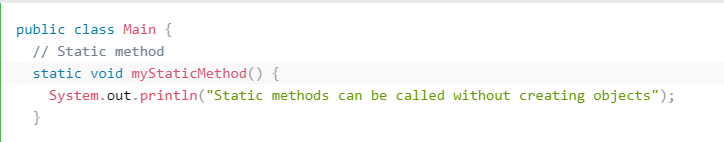 public class Main {
  // Static method
  static void myStaticMethod() {
    System.out.println("Static methods can be called without creating objects");
  }